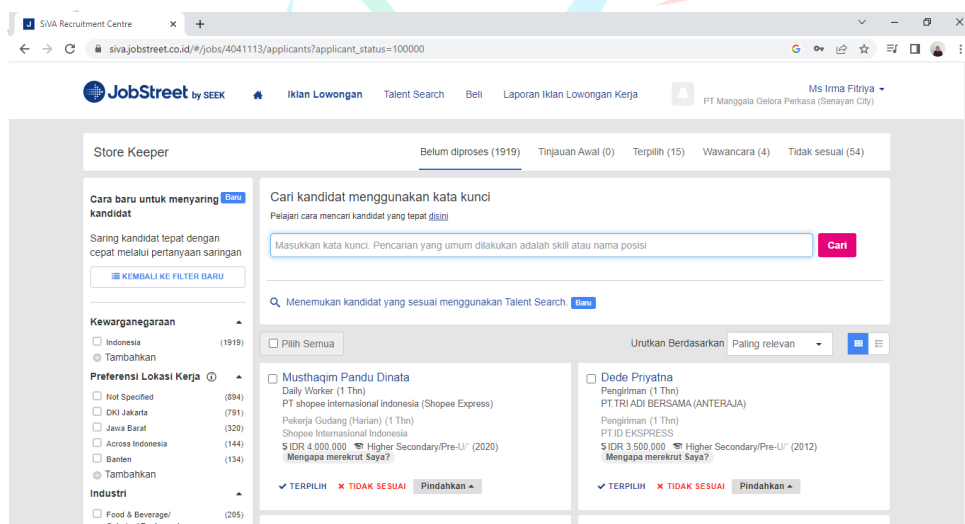 SiVA Recruitment Centre
siva.jobstreet.co.id/#/jobs/4041113/applicants?applicant_status=100000
JobStreet by SEEK
Iklan Lowongan Talent Search Beli Laporan Iklan Lowongan Kerja
Ms Irma Fitriya
PT Manggala Gelora Perkasa (Senayan City)
Store Keeper
Belum diproses (1919) Tinjauan Awal (0) Terpilih (15) Wawancara (4) Tidak sesuai (54)
Cara baru untuk menyaring Baru
kandidat
Saring kandidat tepat dengan
cepat melalui pertanyaan saringan
KEMBALI KE FILTER BARU
Kewarganegaraan
Indonesia (1919)
Tambahkan
Preferensi Lokasi Kerja
Not Specified (894)
DKI Jakarta (791)
Jawa Barat (320)
Across Indonesia (144)
Banten (134)
Tambahkan
Industri
Food & Beverage/ (205)
Cari kandidat menggunakan kata kunci
Pelajari cara mencari kandidat yang tepat disini
Masukkan kata kunci. Pencarian yang umum dilakukan adalah skill atau nama posisi
Cari
Menemukan kandidat yang sesuai menggunakan Talent Search. Baru
Pilih Semua
Urutkan Berdasarkan Paling relevan
Musthaqim Pandu Dinata
Daily Worker (1 Thn)
PT shopee internasional indonesia (Shopee Express)
Pekerja Gudang (Harian) (1 Thn)
Shopee Internasional Indonesia
$ IDR 4,000,000 Higher Secondary/Pre-U/ (2020)
Mengapa merekrut Saya?
TERPILIH TIDAK SESUAI Pindahkan
Dede Priyatna
Pengiriman (1 Thn)
PT.TRI ADI BERSAMA (ANTERAJA)
Pengiriman (1 Thn)
PT.ID EKSPRESS
$ IDR 3,500,000 Higher Secondary/Pre-U/ (2012)
Mengapa merekrut Saya?
TERPILIH TIDAK SESUAI Pindahkan